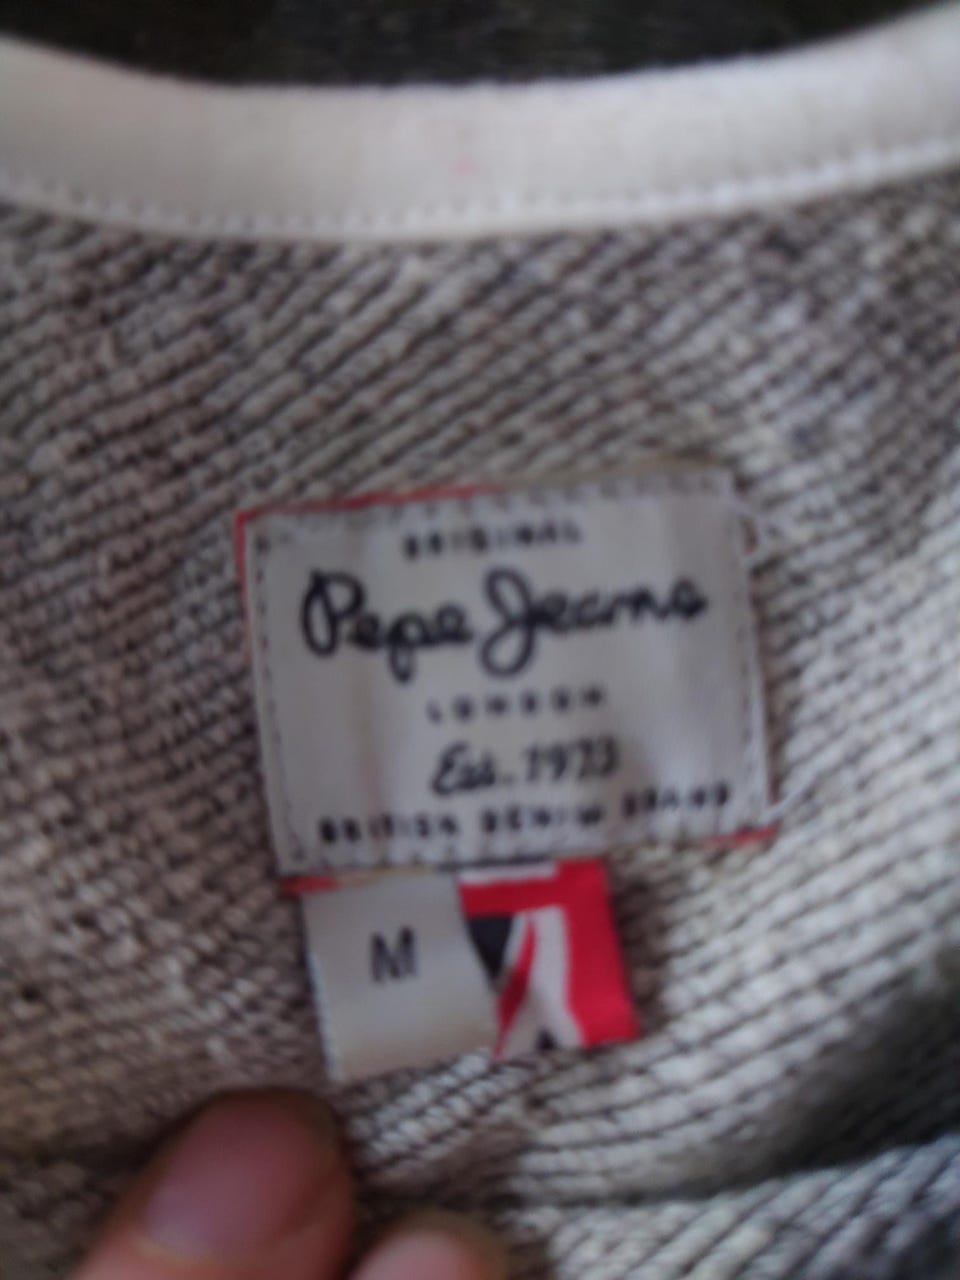 ORIGINAL
Pepe Jeans
LONDON
Est. 1973
BRITISH DENIM BRAND
M